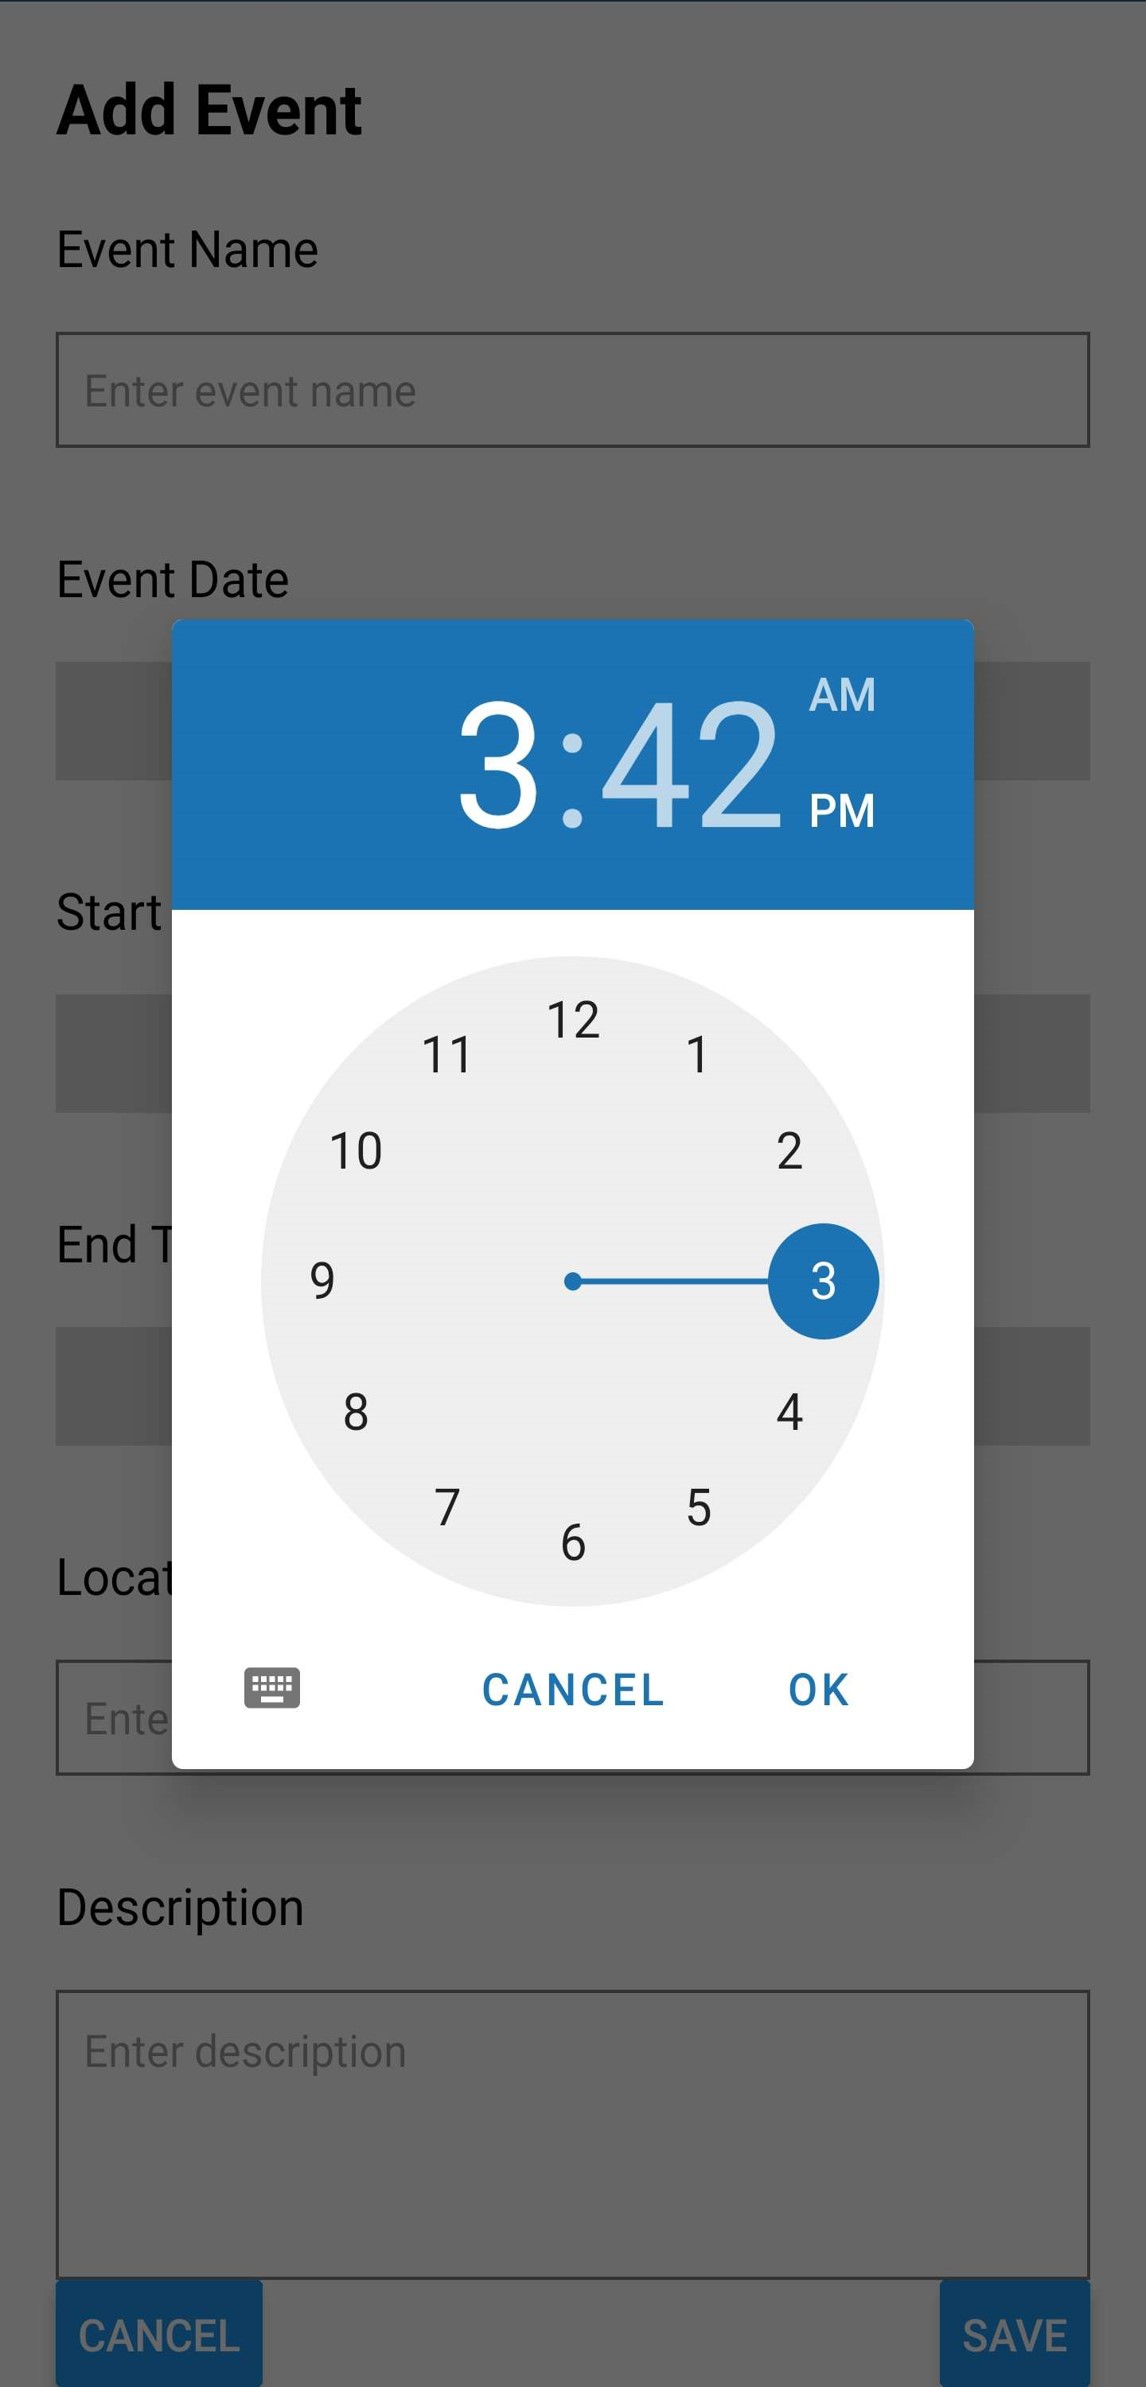 Add Event
Event Name
Enter event name
Event Date
3:42
AM
PM
Start
12
11
1
10
2
9
3
8
4
7
5
6
End T
Locat
Ente
CANCEL
OK
Description
Enter description
CANCEL
SAVE